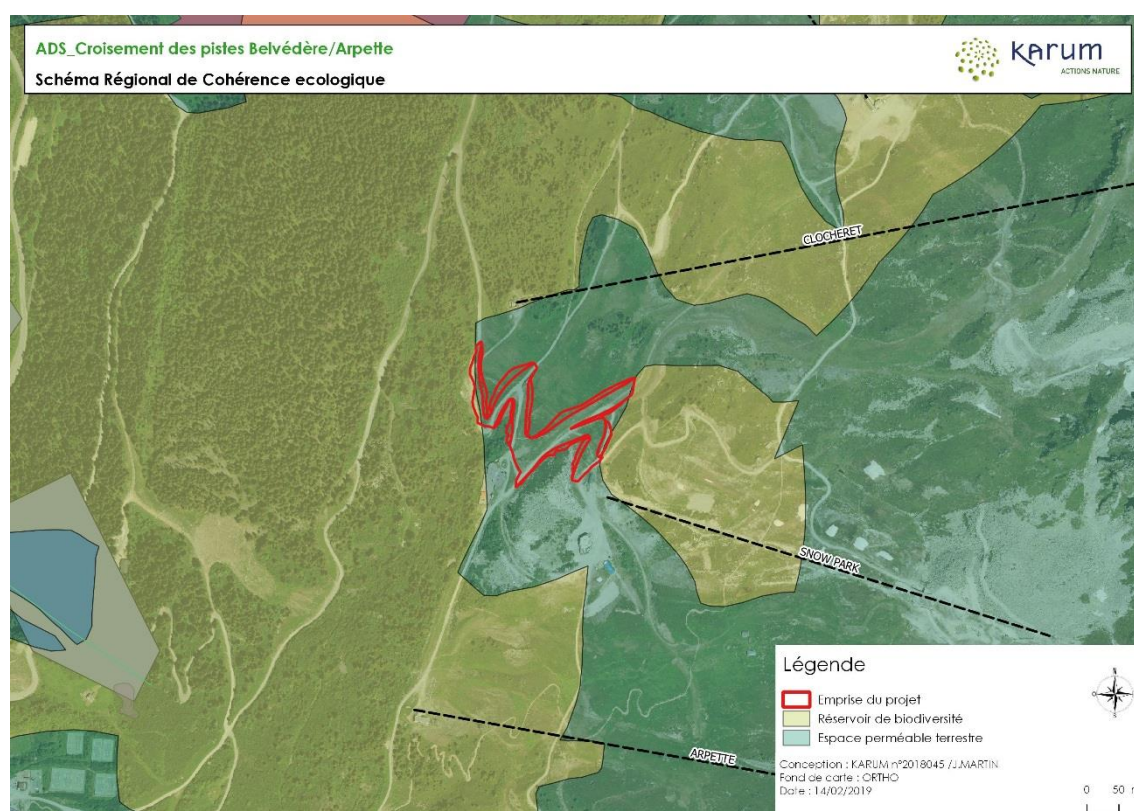 ADS_Croisement des pistes Belvédère/Arpette
Schéma Régional de Cohérence ecologique
Karum
ACTIONS NATURE
CLOCHERET
SNOW PARK
ARPETTE
Légende
Emprise du projet
Réservoir de biodiversité
Espace perméable terrestre
Conception : KARUM n°2018045 /J.MARTIN
Fond de carte : ORTHO
Date : 14/02/2019
0 50